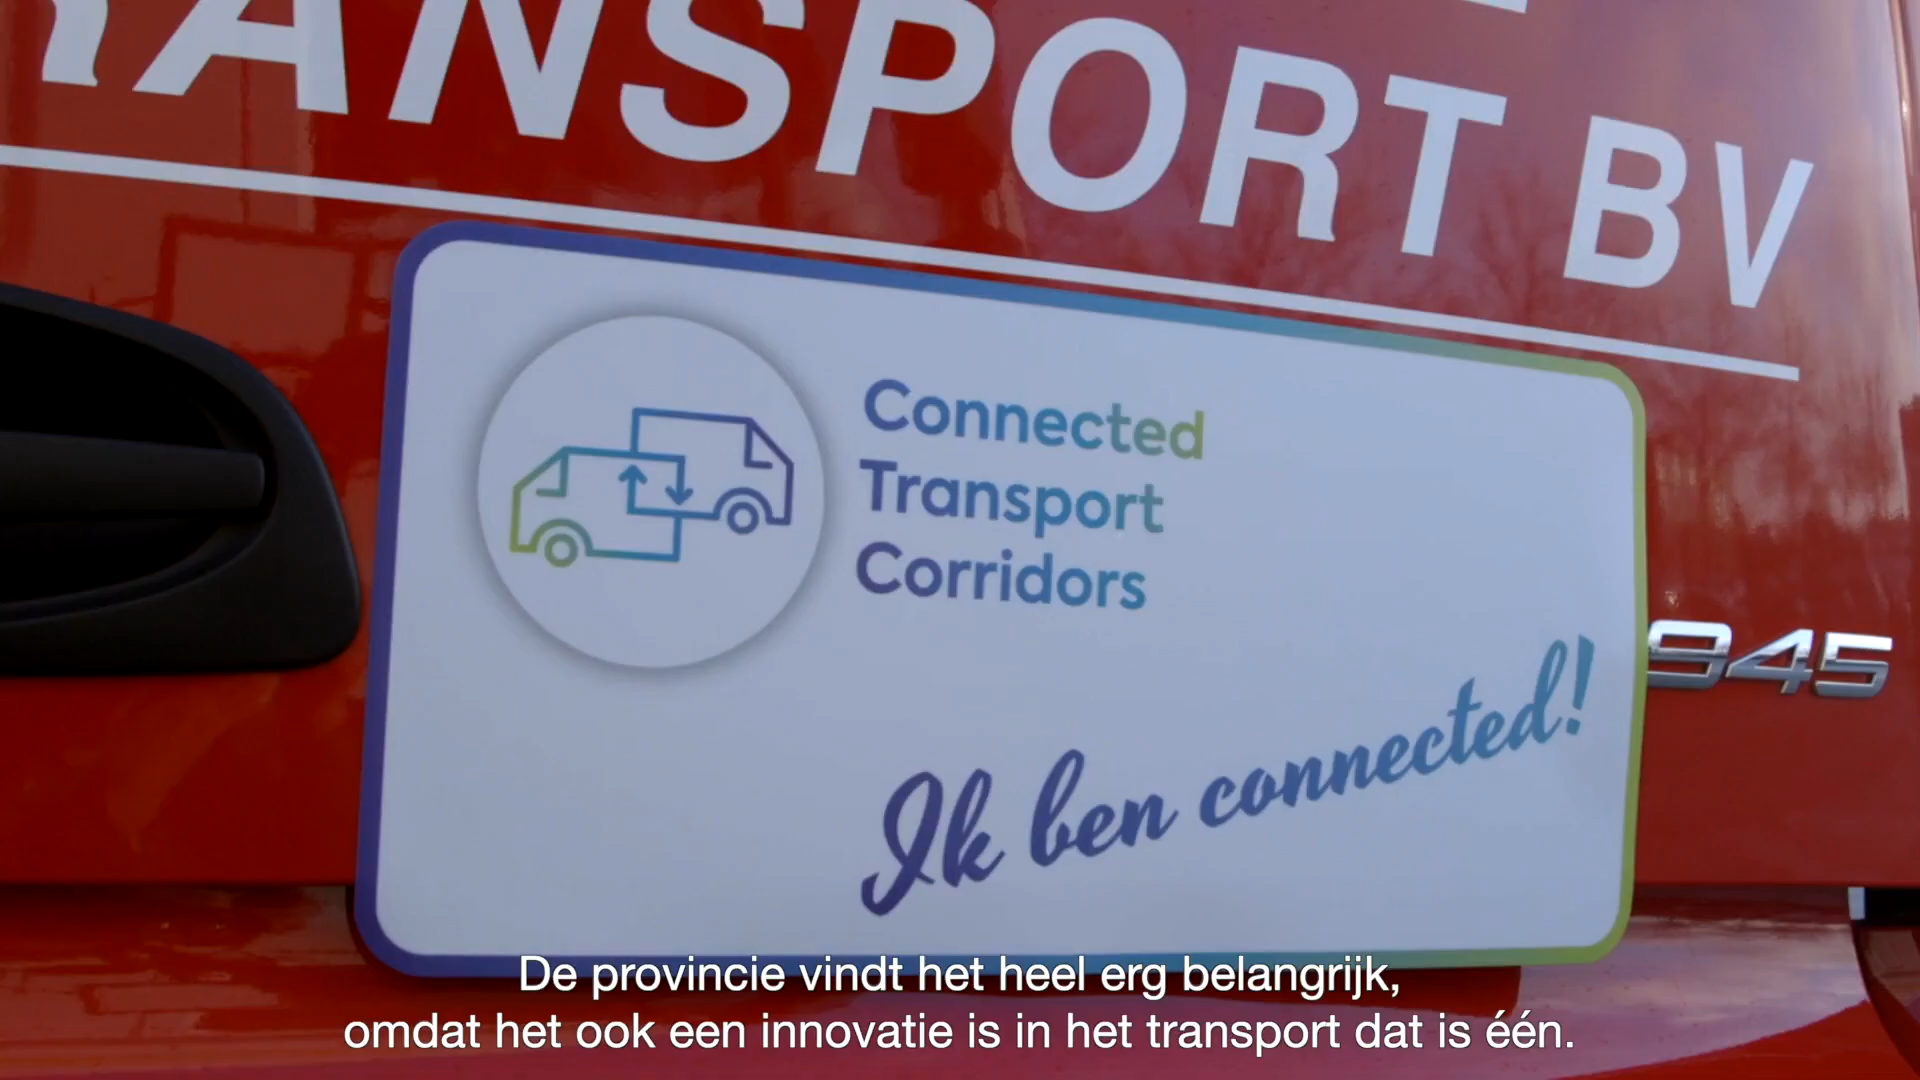 TRANSPORT BV
Connected
Transport
Corridors
945
Ik ben connected!
De provincie vindt het heel erg belangrijk,
omdat het ook een innovatie is in het transport dat is één.